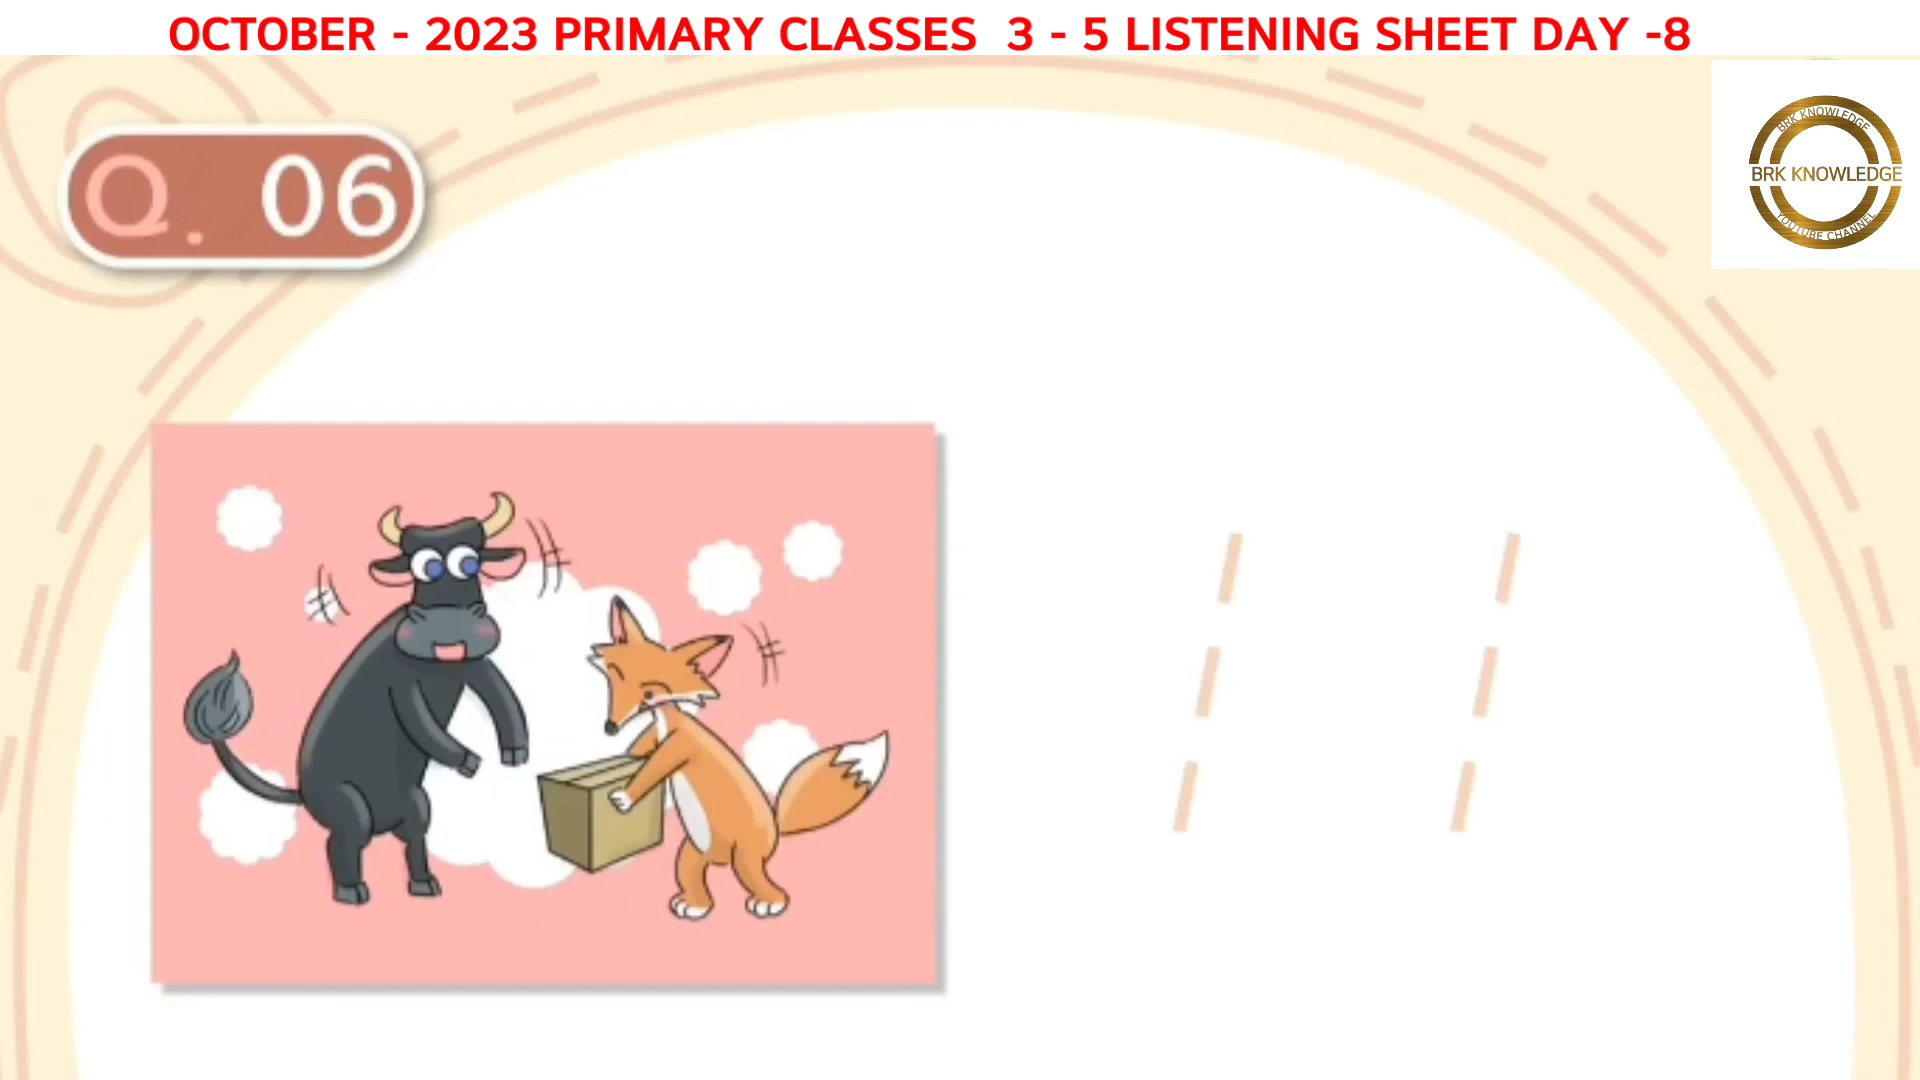 OCTOBER - 2023 PRIMARY CLASSES 3 - 5 LISTENING SHEET DAY -8
Q. 06
BRK KNOWLEDGE
BRK KNOWLEDGE
YOUTUBE CHANNEL